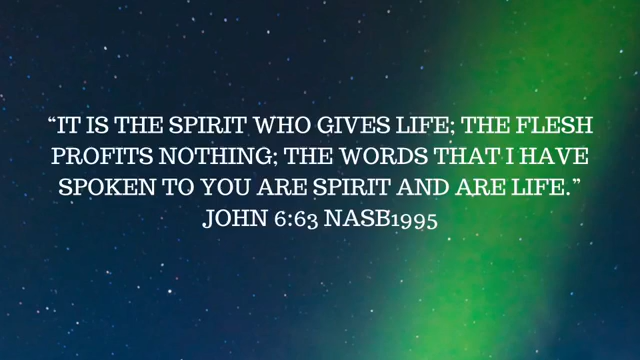 “IT IS THE SPIRIT WHO GIVES LIFE; THE FLESH
PROFITS NOTHING; THE WORDS THAT I HAVE
SPOKEN TO YOU ARE SPIRIT AND ARE LIFE.”
JOHN 6:63 NASB1995